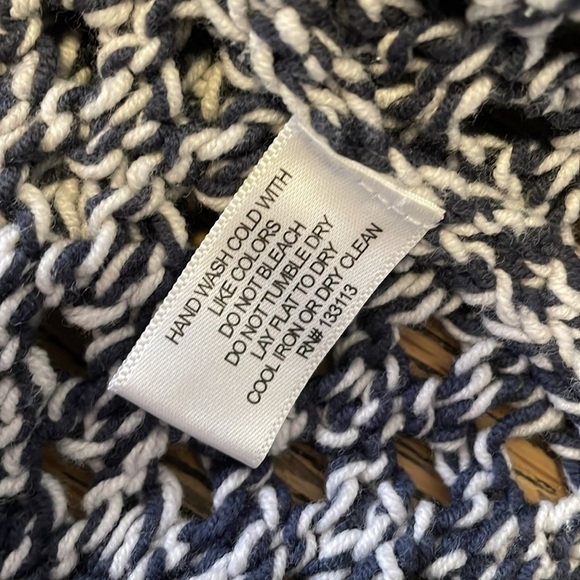 HAND WASH COLD WITH
LIKE COLORS
DO NOT BLEACH
DO NOT TUMBLE DRY
LAY FLAT TO DRY
COOL IRON OR DRY CLEAN
RN# 133113